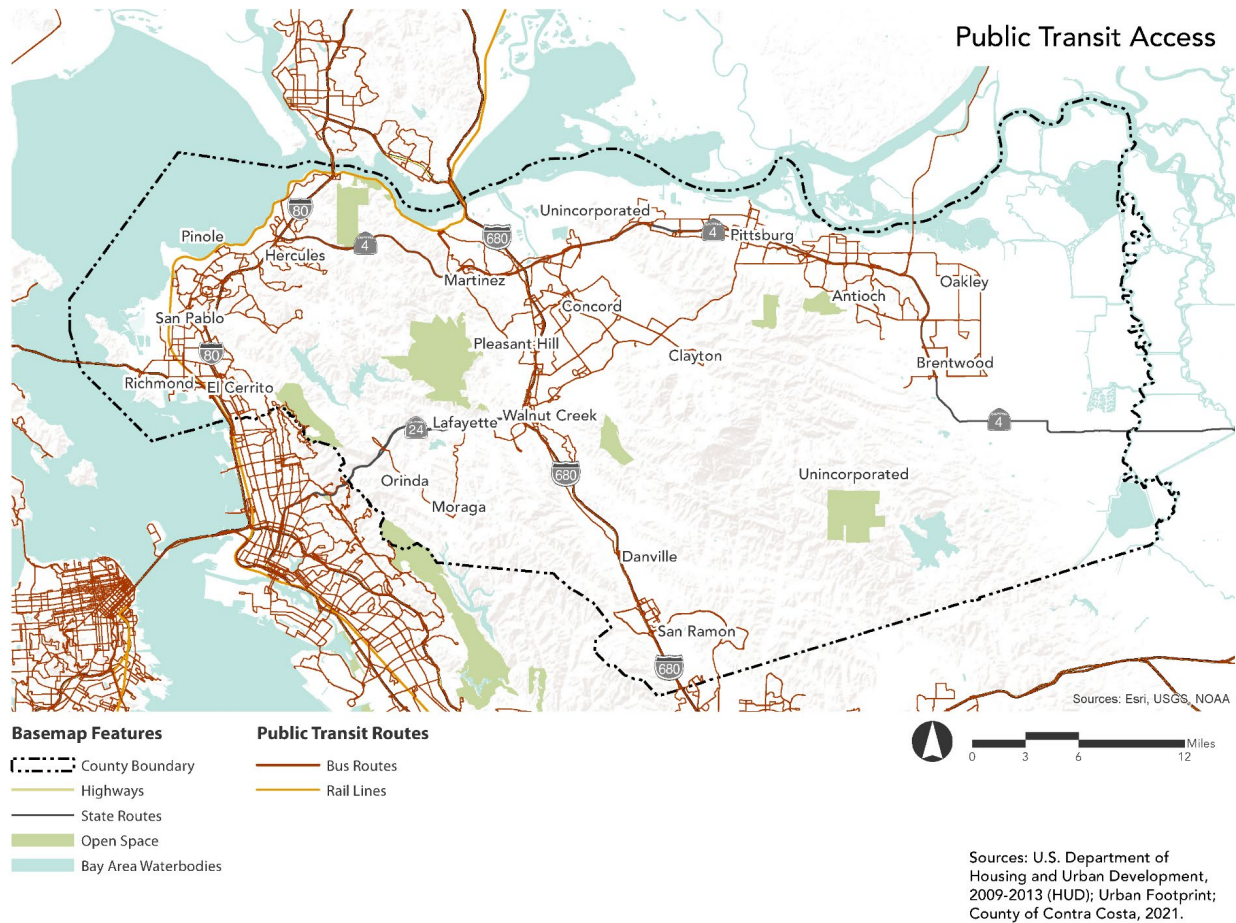 Public Transit Access
Unincorporated
80
680
Pinole
4
4
Pittsburg
Hercules
Martinez
Oakley
Antioch
Concord
San Pablo
Pleasant Hill
80
Clayton
Brentwood
Richmond
El Cerrito
Walnut Creek
Lafayette
4
24
680
Unincorporated
Orinda
Moraga
Danville
San Ramon
680
Sources: Esri, USGS, NOAA
Basemap Features
County Boundary
Highways
State Routes
Open Space
Bay Area Waterbodies
Public Transit Routes
Bus Routes
Rail Lines
Miles
0 3 6 12
Sources: U.S. Department of
Housing and Urban Development,
2009-2013 (HUD); Urban Footprint;
County of Contra Costa, 2021.